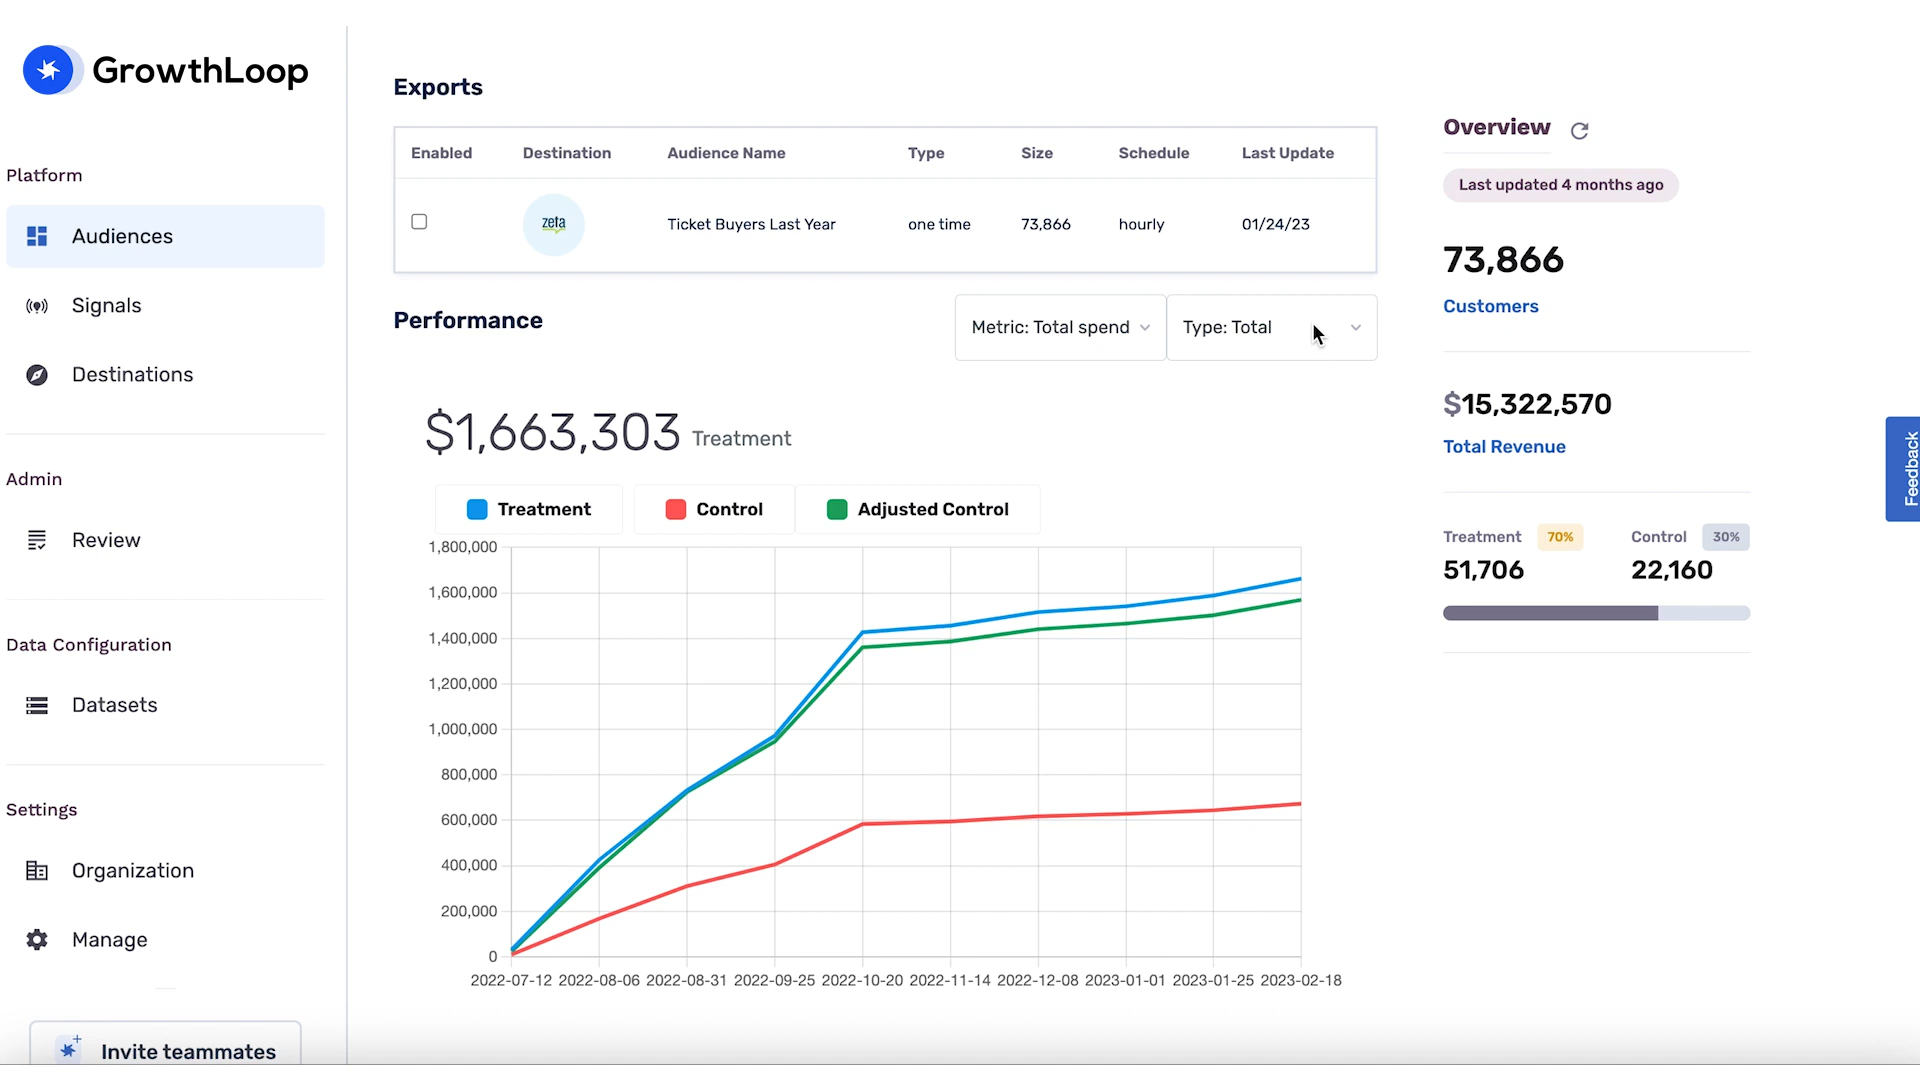 GrowthLoop
Platform
Audiences
Signals
Destinations
Admin
Review
Data Configuration
Datasets
Settings
Organization
Manage
Invite teammates
Exports
Enabled Destination Audience Name Type Size Schedule Last Update
zeta Ticket Buyers Last Year one time 73,866 hourly 01/24/23
Performance
Metric: Total spend Type: Total
$1,663,303 Treatment
Treatment Control Adjusted Control
1,800,000
1,600,000
1,400,000
1,200,000
1,000,000
800,000
600,000
400,000
200,000
0
2022-07-12 2022-08-06 2022-08-31 2022-09-25 2022-10-20 2022-11-14 2022-12-08 2023-01-01 2023-01-25 2023-02-18
Overview
Last updated 4 months ago
73,866
Customers
$15,322,570
Total Revenue
Treatment 70% Control 30%
51,706 22,160
Feedback